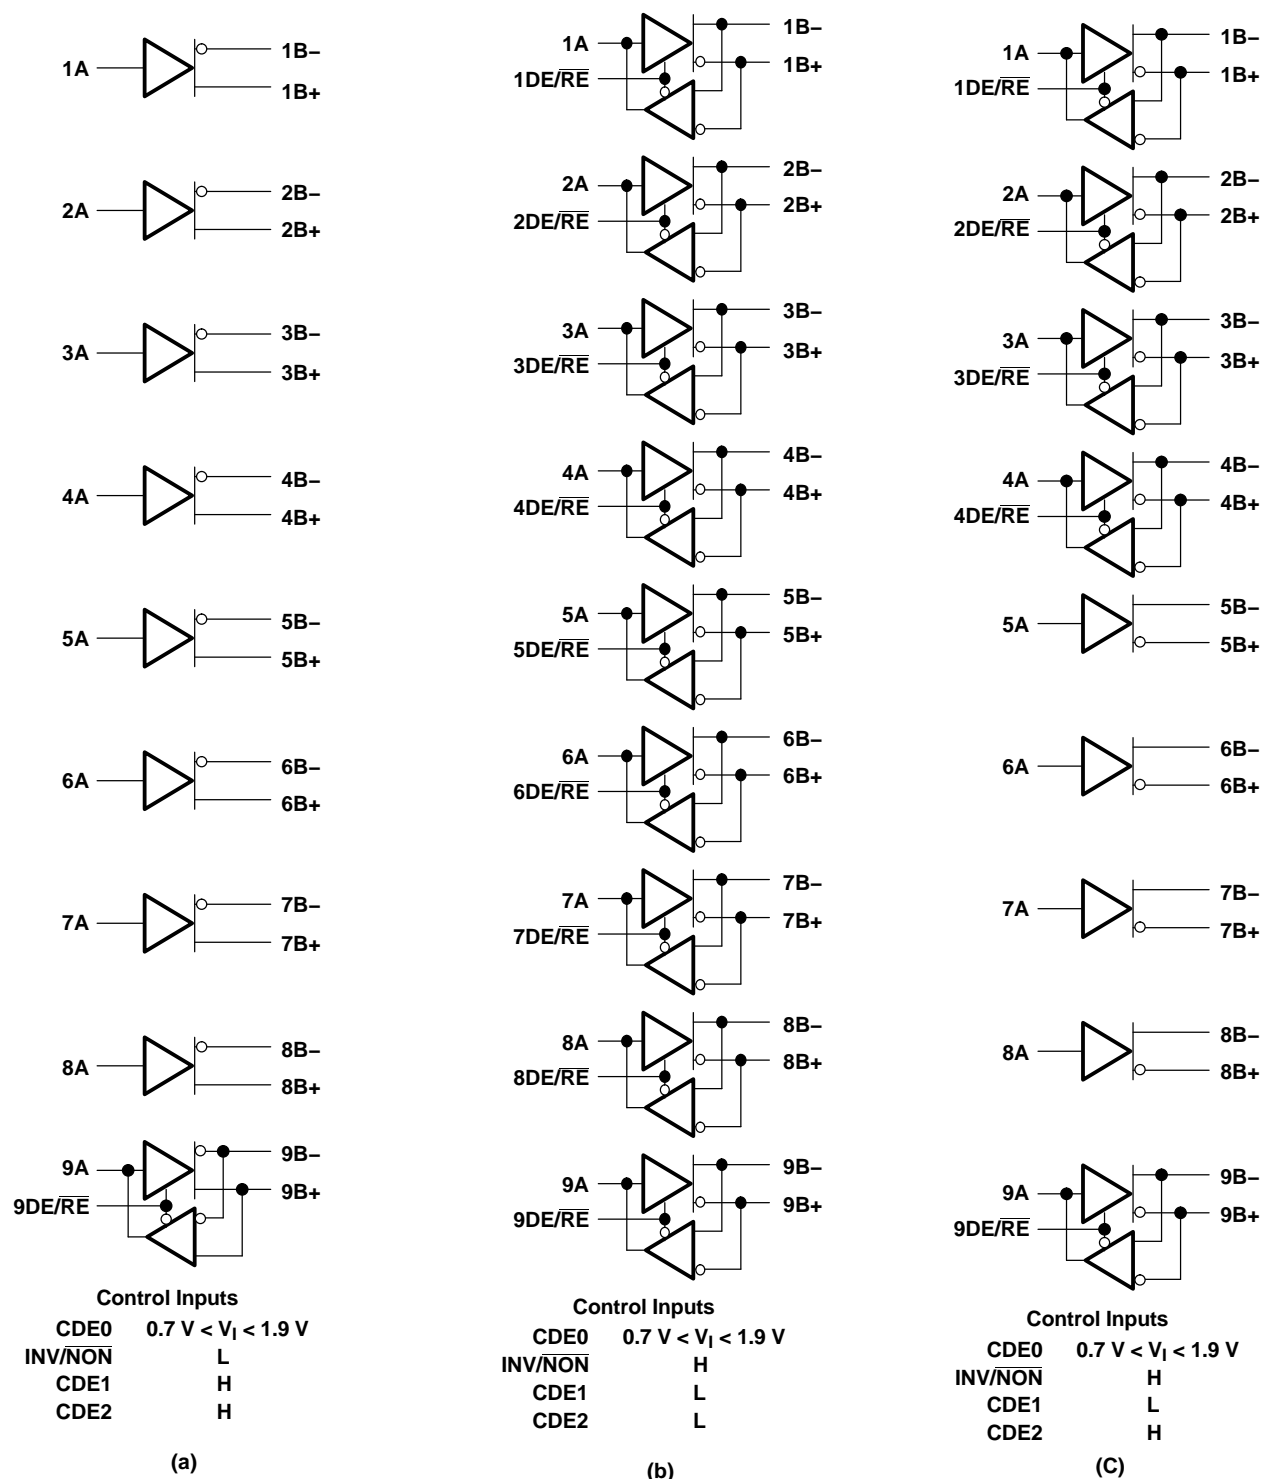 1A
1B–
1B+
2A
2B–
2B+
3A
3B–
3B+
4A
4B–
4B+
5A
5B–
5B+
6A
6B–
6B+
7A
7B–
7B+
8A
8B–
8B+
9A
9B–
9B+
9DE/RE
Control Inputs
CDE0 0.7 V < VI < 1.9 V
INV/NON L
CDE1 H
CDE2 H
(a)
1A
1B–
1B+
1DE/RE
2A
2B–
2B+
2DE/RE
3A
3B–
3B+
3DE/RE
4A
4B–
4B+
4DE/RE
5A
5B–
5B+
5DE/RE
6A
6B–
6B+
6DE/RE
7A
7B–
7B+
7DE/RE
8A
8B–
8B+
8DE/RE
9A
9B–
9B+
9DE/RE
Control Inputs
CDE0 0.7 V < VI < 1.9 V
INV/NON H
CDE1 L
CDE2 L
(b)
1A
1B–
1B+
1DE/RE
2A
2B–
2B+
2DE/RE
3A
3B–
3B+
3DE/RE
4A
4B–
4B+
4DE/RE
5A
5B–
5B+
6A
6B–
6B+
7A
7B–
7B+
8A
8B–
8B+
9A
9B–
9B+
9DE/RE
Control Inputs
CDE0 0.7 V < VI < 1.9 V
INV/NON H
CDE1 L
CDE2 H
(C)